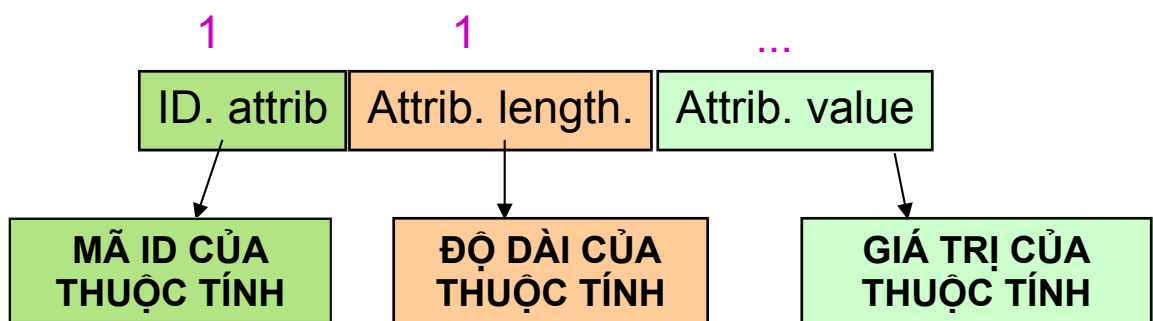 1 1 ...
ID. attrib Attrib. length. Attrib. value
MÃ ID CỦA ĐỘ DÀI CỦA GIÁ TRỊ CỦA
THUỘC TÍNH THUỘC TÍNH THUỘC TÍNH